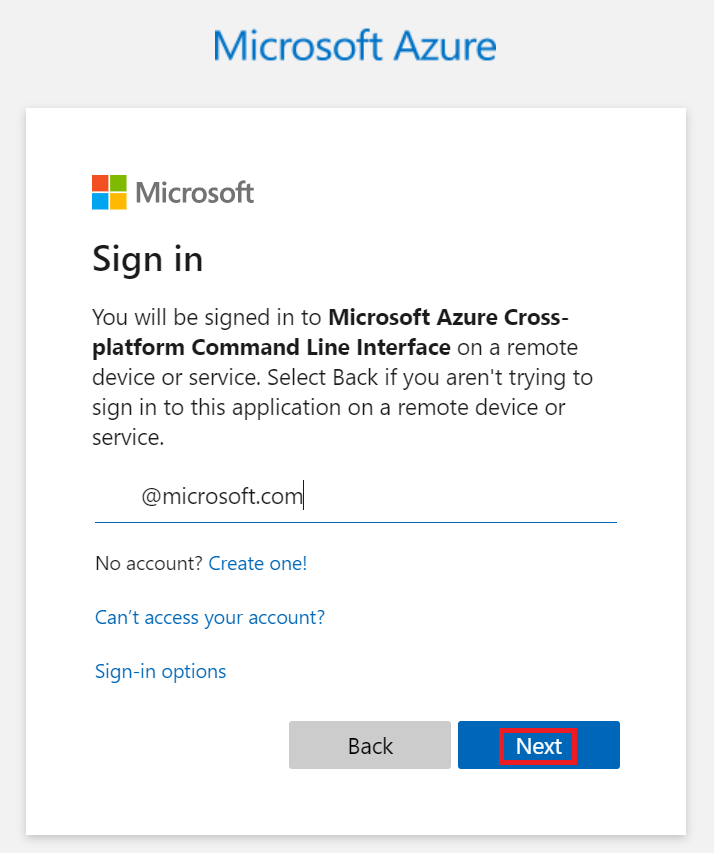 Microsoft Azure
Microsoft
Sign in
You will be signed in to Microsoft Azure Cross-
platform Command Line Interface on a remote
device or service. Select Back if you aren't trying to
sign in to this application on a remote device or
service.
@microsoft.com
No account? Create one!
Can’t access your account?
Sign-in options
Back
Next